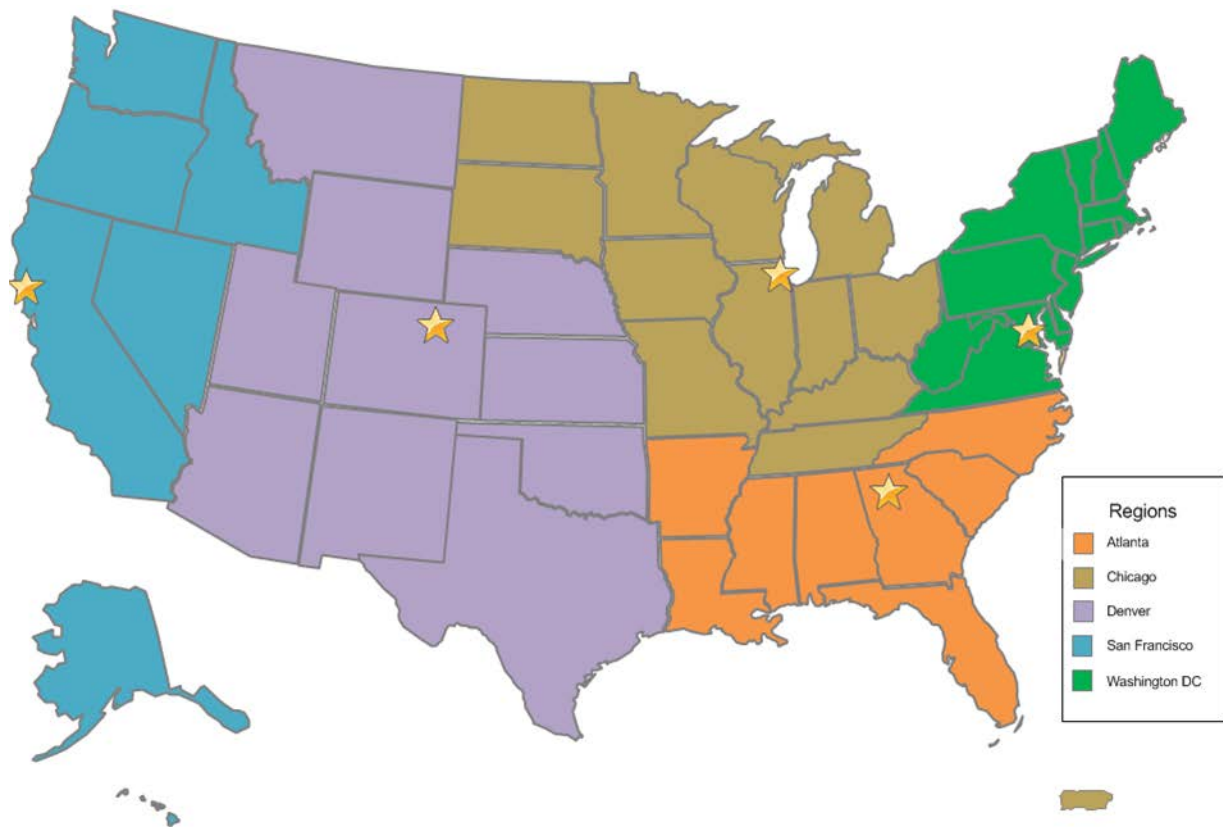 Regions
Atlanta
Chicago
Denver
San Francisco
Washington DC